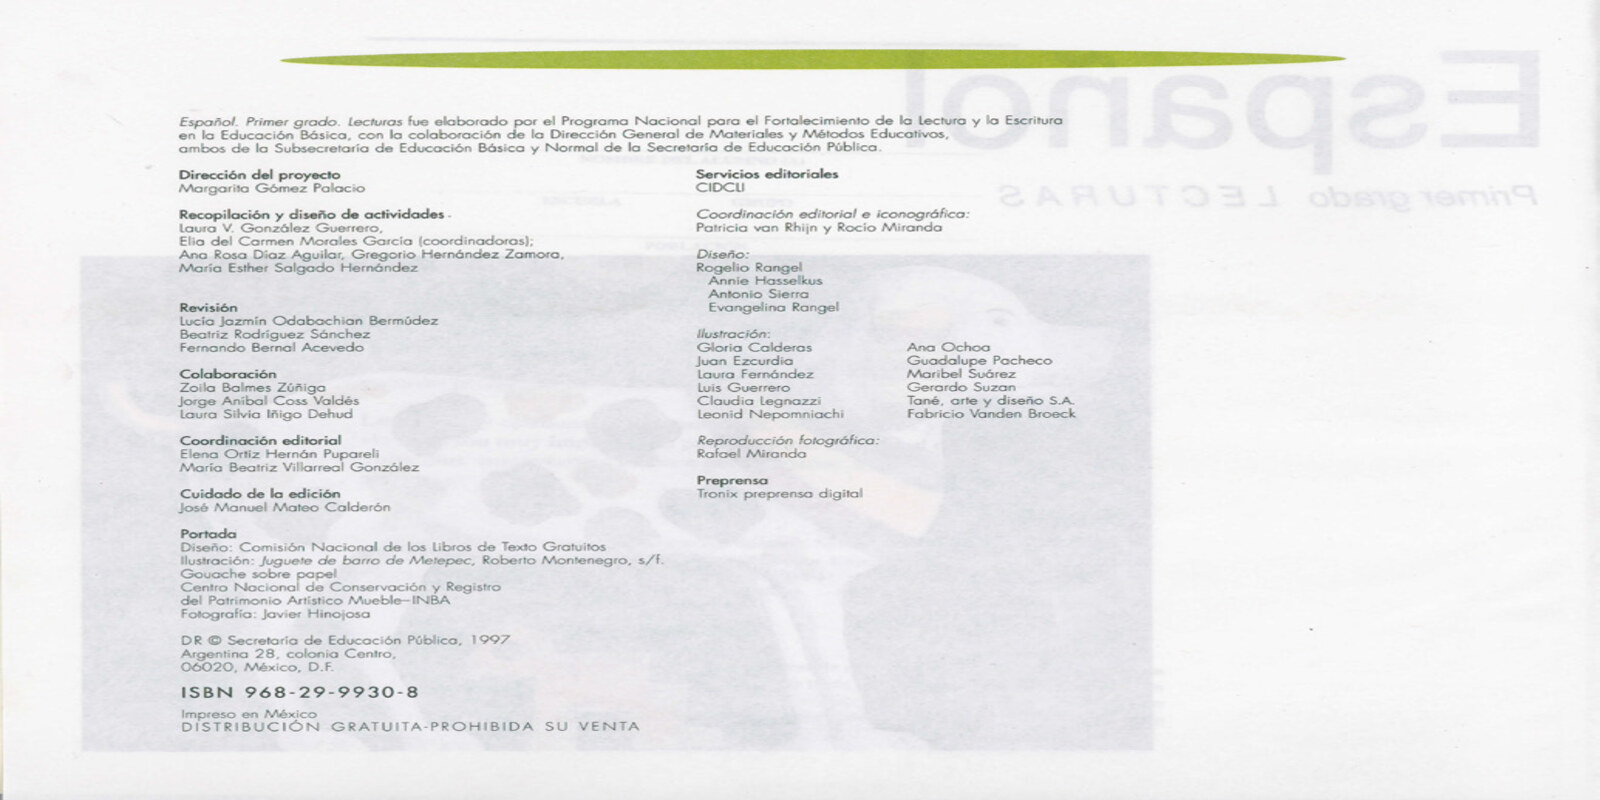 Español. Primer grado. Lecturas fue elaborado por el Programa Nacional para el Fortalecimiento de la Lectura y la Escritura
en la Educación Básica, con la colaboración de la Dirección General de Materiales y Métodos Educativos,
ambos de la Subsecretaría de Educación Básica y Normal de la Secretaría de Educación Pública.
Dirección del proyecto
Margarita Gómez Palacio
Recopilación y diseño de actividades
Laura V. González Guerrero,
Elia del Carmen Morales García (coordinadoras);
Ana Rosa Díaz Aguilar, Gregorio Hernández Zamora,
María Esther Salgado Hernández
Revisión
Lucía Jazmín Odabachian Bermúdez
Beatriz Rodríguez Sánchez
Fernando Bernal Acevedo
Colaboración
Zoila Balmes Zúñiga
Jorge Aníbal Coss Valdés
Laura Silvia Iñigo Dehud
Coordinación editorial
Elena Ortiz Hernán Pupareli
María Beatriz Villarreal González
Cuidado de la edición
José Manuel Mateo Calderón
Portada
Diseño: Comisión Nacional de los Libros de Texto Gratuitos
Ilustración: Juguete de barro de Metepec, Roberto Montenegro, s/f.
Gouache sobre papel
Centro Nacional de Conservación y Registro
del Patrimonio Artístico Mueble–INBA
Fotografía: Javier Hinojosa
DR © Secretaría de Educación Pública, 1997
Argentina 28, colonia Centro,
06020, México, D.F.
ISBN 968-29-9930-8
Impreso en México
DISTRIBUCIÓN GRATUITA-PROHIBIDA SU VENTA
Servicios editoriales
CIDCLI
Coordinación editorial e iconográfica:
Patricia van Rhijn y Rocío Miranda
Diseño:
Rogelio Rangel
Annie Hasselkus
Antonio Sierra
Evangelina Rangel
Ilustración:
Gloria Calderas
Juan Ezcurdia
Laura Fernández
Luis Guerrero
Claudia Legnazzi
Leonid Nepomniachi
Ana Ochoa
Guadalupe Pacheco
Maribel Suárez
Gerardo Suzan
Tané, arte y diseño S.A.
Fabricio Vanden Broeck
Reproducción fotográfica:
Rafael Miranda
Preprensa
Tronix preprensa digital
Español
Primer grado LECTURAS